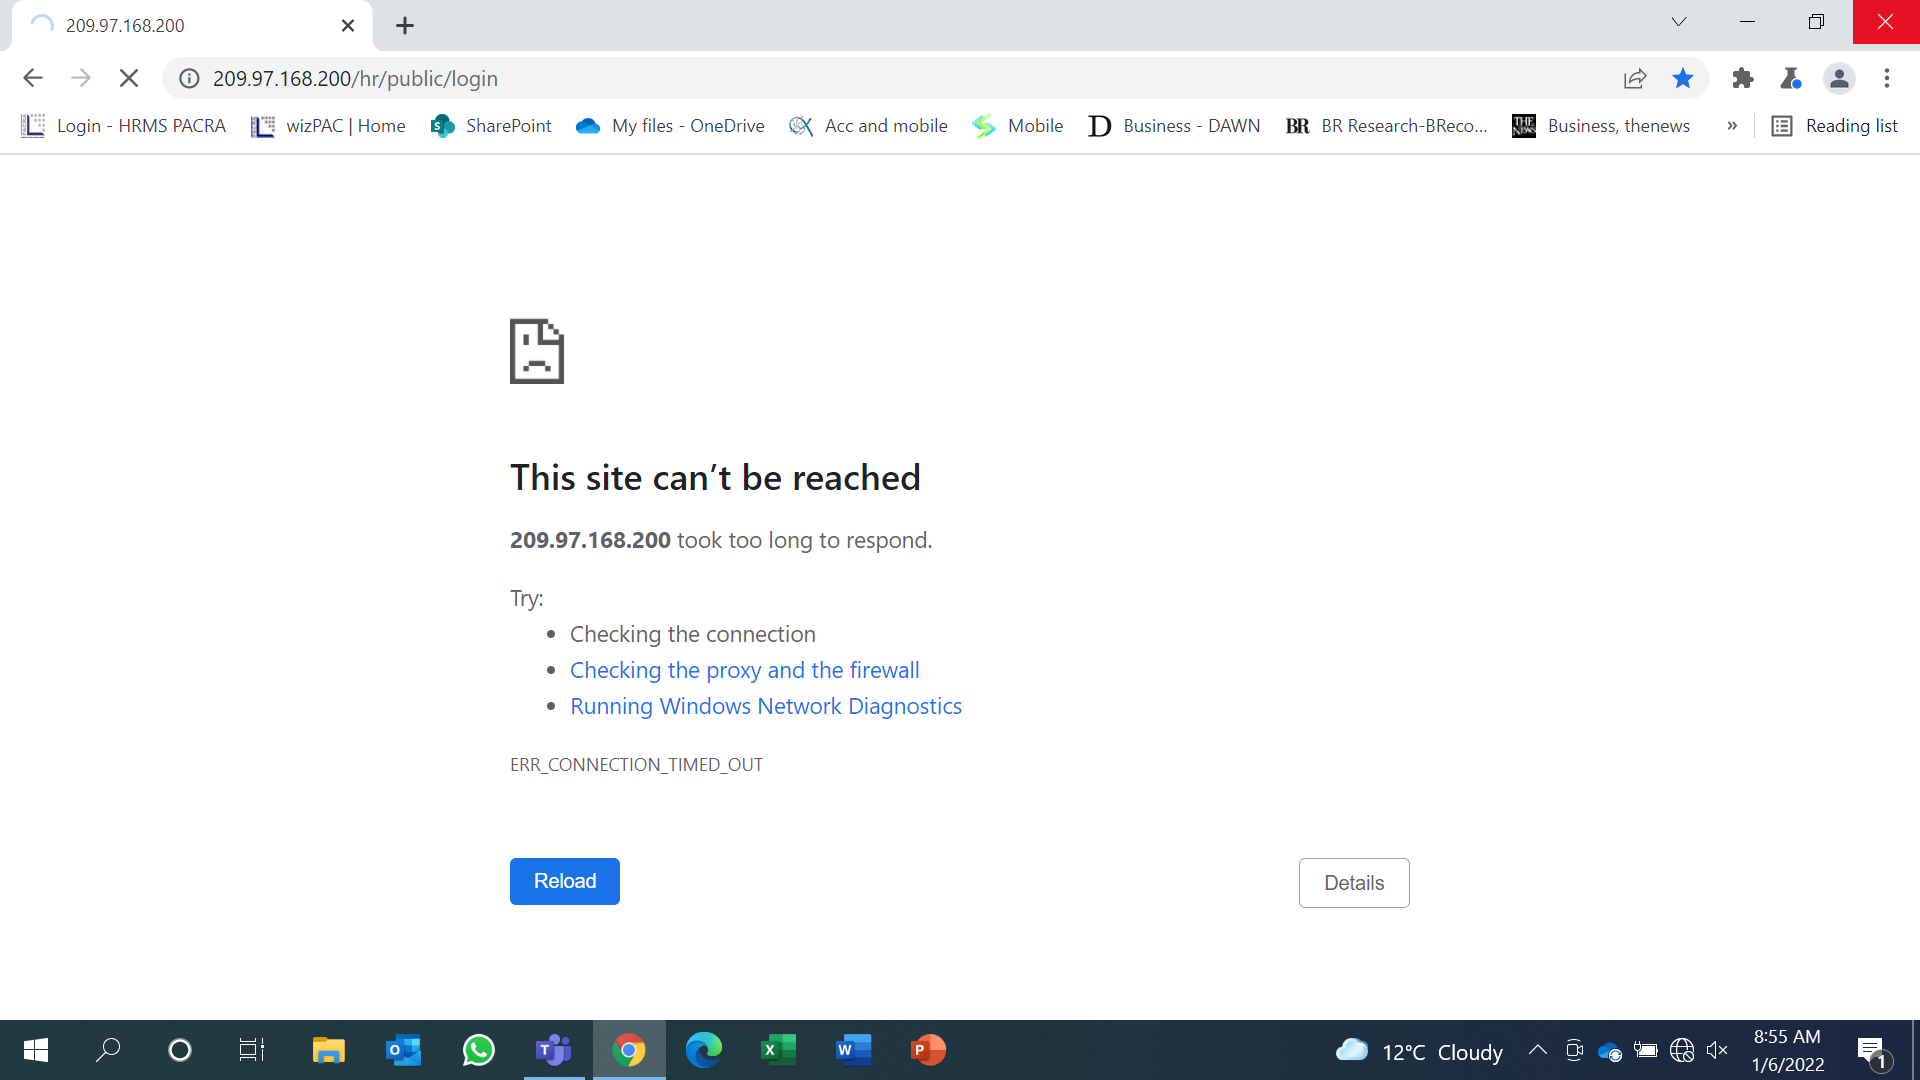 209.97.168.200
209.97.168.200/hr/public/login
Login - HRMS PACRA wizPAC | Home SharePoint My files - OneDrive Acc and mobile Mobile D Business - DAWN BR BR Research-BReco... THE NEWS Business, thenews » Reading list
This site can’t be reached
209.97.168.200 took too long to respond.
Try:
• Checking the connection
• Checking the proxy and the firewall
• Running Windows Network Diagnostics
ERR_CONNECTION_TIMED_OUT
Reload Details
12°C Cloudy 8:55 AM
1/6/2022 1